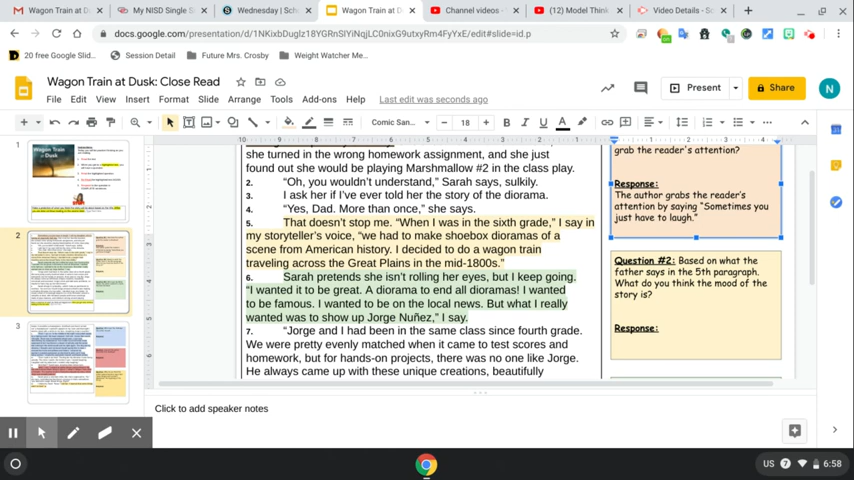 Wagon Train at D
My NISD Single Si
Wednesday | Scho
Wagon Train at D
Channel videos -
(12) Model Think
Video Details - Sc
docs.google.com/presentation/d/1NKixbDuglz18YGRnSlYiNqjLC0nixG9utxyRm4FyYxE/edit#slide=id.p
20 free Google Slid...
Session Detail
Future Mrs. Crosby
Weight Watcher Me...
Wagon Train at Dusk: Close Read
File Edit View Insert Format Slide Arrange Tools Add-ons Help Last edit was seconds ago
Present
Share
N
Comic San...
18
she turned in the wrong homework assignment, and she just
found out she would be playing Marshmallow #2 in the class play.
2. “Oh, you wouldn’t understand,” Sarah says, sulkily.
3. I ask her if I’ve ever told her the story of the diorama.
4. “Yes, Dad. More than once,” she says.
5. That doesn’t stop me. “When I was in the sixth grade,” I say in
my storyteller’s voice, “we had to make shoebox dioramas of a
scene from American history. I decided to do a wagon train
traveling across the Great Plains in the mid-1800s.”
6. Sarah pretends she isn’t rolling her eyes, but I keep going.
“I wanted it to be great. A diorama to end all dioramas! I wanted
to be famous. I wanted to be on the local news. But what I really
wanted was to show up Jorge Nuñez,” I say.
7. “Jorge and I had been in the same class since fourth grade.
We were pretty evenly matched when it came to test scores and
homework, but for hands-on projects, there was no one like Jorge.
He always came up with these unique creations, beautifully
grab the reader’s attention?
Response:
The author grabs the reader’s
attention by saying “Sometimes you
just have to laugh.”
Question #2: Based on what the
father says in the 5th paragraph.
What do you think the mood of the
story is?
Response:
1
Wagon Train
at Dusk
2
3
Click to add speaker notes
US 7 6:58